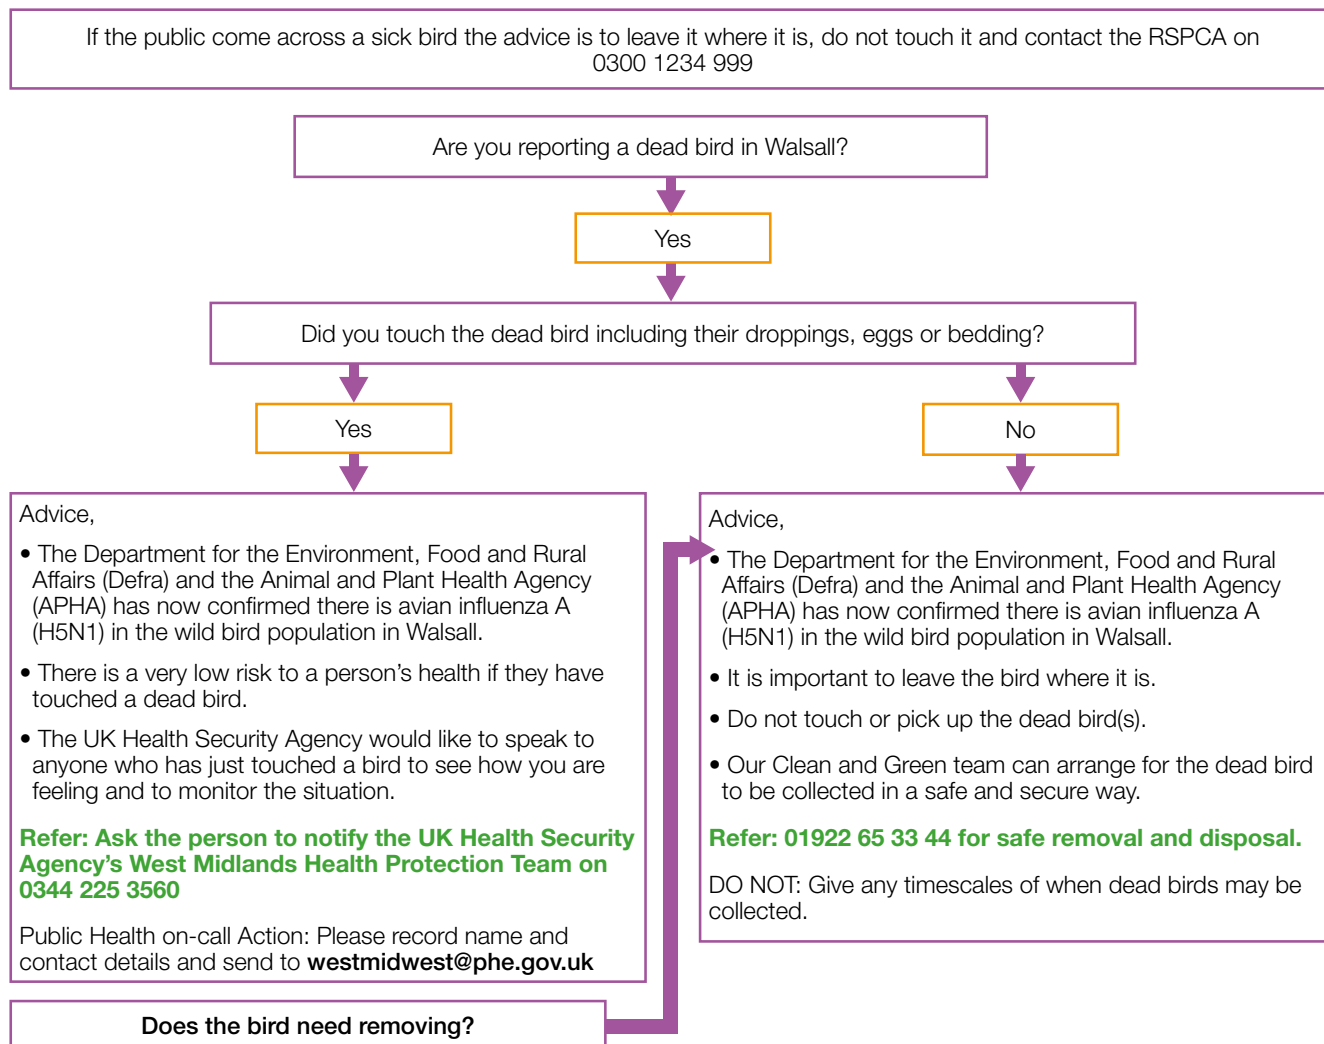 If the public come across a sick bird the advice is to leave it where it is, do not touch it and contact the RSPCA on
0300 1234 999
Are you reporting a dead bird in Walsall?
Yes
Did you touch the dead bird including their droppings, eggs or bedding?
Yes
No
Advice,
• The Department for the Environment, Food and Rural
Affairs (Defra) and the Animal and Plant Health Agency
(APHA) has now confirmed there is avian influenza A
(H5N1) in the wild bird population in Walsall.
• There is a very low risk to a person’s health if they have
touched a dead bird.
• The UK Health Security Agency would like to speak to
anyone who has just touched a bird to see how you are
feeling and to monitor the situation.
Refer: Ask the person to notify the UK Health Security
Agency’s West Midlands Health Protection Team on
0344 225 3560
Public Health on-call Action: Please record name and
contact details and send to westmidwest@phe.gov.uk
Does the bird need removing?
Advice,
• The Department for the Environment, Food and Rural
Affairs (Defra) and the Animal and Plant Health Agency
(APHA) has now confirmed there is avian influenza A
(H5N1) in the wild bird population in Walsall.
• It is important to leave the bird where it is.
• Do not touch or pick up the dead bird(s).
• Our Clean and Green team can arrange for the dead bird
to be collected in a safe and secure way.
Refer: 01922 65 33 44 for safe removal and disposal.
DO NOT: Give any timescales of when dead birds may be
collected.